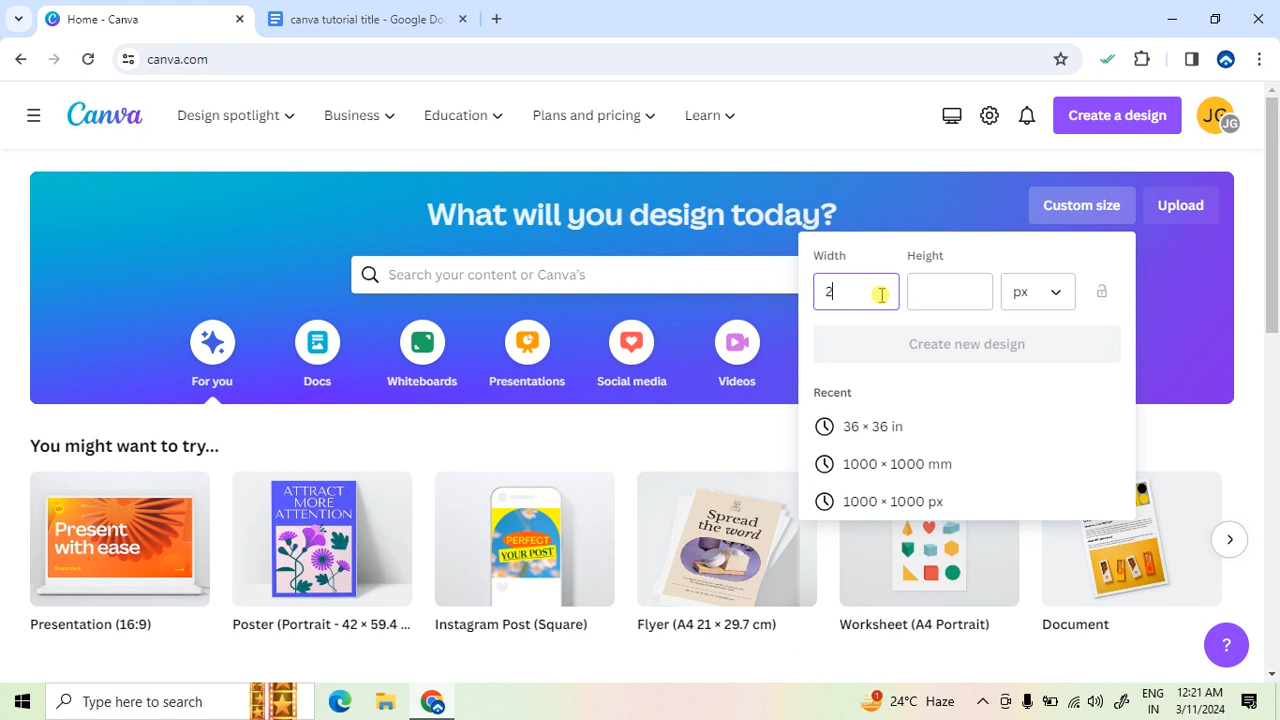 Home - Canva
canva tutorial title - Google Do
canva.com
Canva
Design spotlight
Business
Education
Plans and pricing
Learn
Create a design
JG
JG
What will you design today?
Custom size
Upload
Search your content or Canva's
Width
Height
2
px
Create new design
Recent
36 × 36 in
1000 × 1000 mm
1000 × 1000 px
For you
Docs
Whiteboards
Presentations
Social media
Videos
You might want to try...
Present
with ease
ATTRACT
MORE
ATTENTION
PERFECT
YOUR POST
Spread
the word
Presentation (16:9)
Poster (Portrait - 42 × 59.4 ...
Instagram Post (Square)
Flyer (A4 21 × 29.7 cm)
Worksheet (A4 Portrait)
Document
?
Type here to search
1
24°C Haze
ENG
IN
12:21 AM
3/11/2024